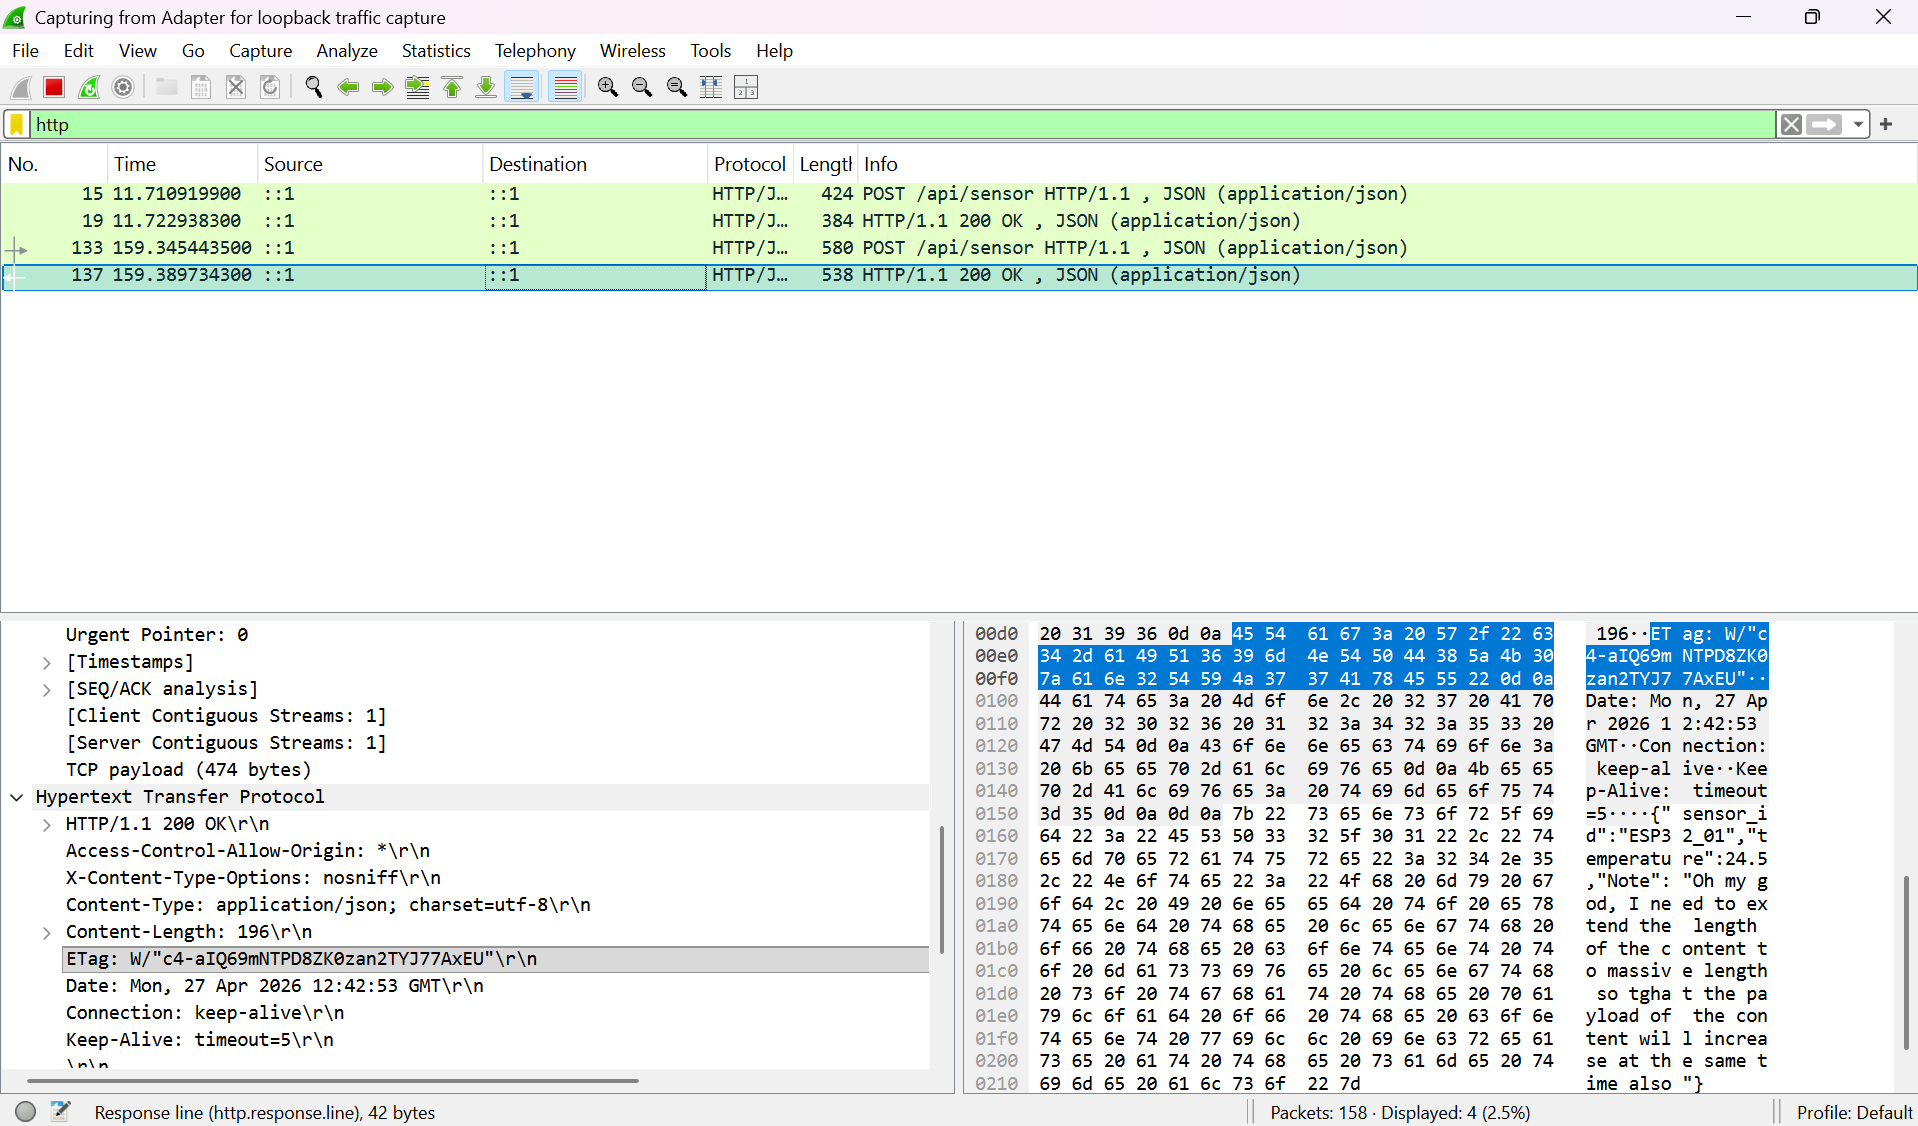 Capturing from Adapter for loopback traffic capture
File Edit View Go Capture Analyze Statistics Telephony Wireless Tools Help
http
No. Time Source Destination Protocol Length Info
15 11.710919900 ::1 ::1 HTTP/J… 424 POST /api/sensor HTTP/1.1 , JSON (application/json)
19 11.722938300 ::1 ::1 HTTP/J… 384 HTTP/1.1 200 OK , JSON (application/json)
133 159.345443500 ::1 ::1 HTTP/J… 580 POST /api/sensor HTTP/1.1 , JSON (application/json)
137 159.389734300 ::1 ::1 HTTP/J… 538 HTTP/1.1 200 OK , JSON (application/json)
Urgent Pointer: 0
[Timestamps]
[SEQ/ACK analysis]
[Client Contiguous Streams: 1]
[Server Contiguous Streams: 1]
TCP payload (474 bytes)
Hypertext Transfer Protocol
HTTP/1.1 200 OK\r\n
Access-Control-Allow-Origin: *\r\n
X-Content-Type-Options: nosniff\r\n
Content-Type: application/json; charset=utf-8\r\n
Content-Length: 196\r\n
ETag: W/"c4-aIQ69mNTPD8ZK0zan2TYJ77AxEU"\r\n
Date: Mon, 27 Apr 2026 12:42:53 GMT\r\n
Connection: keep-alive\r\n
Keep-Alive: timeout=5\r\n
\r\n
00d0 20 31 39 36 0d 0a 45 54 61 67 3a 20 57 2f 22 63 196··ET ag: W/"c
00e0 34 2d 61 49 51 36 39 6d 4e 54 50 44 38 5a 4b 30 4-aIQ69m NTPD8ZK0
00f0 7a 61 6e 32 54 59 4a 37 37 41 78 45 55 22 0d 0a zan2TYJ7 7AxEU"··
0100 44 61 74 65 3a 20 4d 6f 6e 2c 20 32 37 20 41 70 Date: Mo n, 27 Ap
0110 72 20 32 30 32 36 20 31 32 3a 34 32 3a 35 33 20 r 2026 1 2:42:53
0120 47 4d 54 0d 0a 43 6f 6e 6e 65 63 74 69 6f 6e 3a GMT··Con nection:
0130 20 6b 65 65 70 2d 61 6c 69 76 65 0d 0a 4b 65 65 keep-al ive··Kee
0140 70 2d 41 6c 69 76 65 3a 20 74 69 6d 65 6f 75 74 p-Alive: timeout
0150 3d 35 0d 0a 0d 0a 7b 22 73 65 6e 73 6f 72 5f 69 =5····{" sensor_i
0160 64 22 3a 22 45 53 50 33 32 5f 30 31 22 2c 22 74 d":"ESP3 2_01","t
0170 65 6d 70 65 72 61 74 75 72 65 22 3a 32 34 2e 35 emperatu re":24.5
0180 2c 22 4e 6f 74 65 22 3a 22 4f 68 20 6d 79 20 67 ,"Note": "Oh my g
0190 6f 64 2c 20 49 20 6e 65 65 64 20 74 6f 20 65 78 od, I ne ed to ex
01a0 74 65 6e 64 20 74 68 65 20 6c 65 6e 67 74 68 20 tend the length
01b0 6f 66 20 74 68 65 20 63 6f 6e 74 65 6e 74 20 74 of the c ontent t
01c0 6f 20 6d 61 73 73 69 76 65 20 6c 65 6e 67 74 68 o massiv e length
01d0 20 73 6f 20 74 67 68 61 74 20 74 68 65 20 70 61 so tgha t the pa
01e0 79 6c 6f 61 64 20 6f 66 20 74 68 65 20 63 6f 6e yload of the con
01f0 74 65 6e 74 20 77 69 6c 6c 20 69 6e 63 72 65 61 tent wil l increa
0200 73 65 20 61 74 20 74 68 65 20 73 61 6d 65 20 74 se at th e same t
0210 69 6d 65 20 61 6c 73 6f 22 7d ime also "}
Response line (http.response.line), 42 bytes
Packets: 158 · Displayed: 4 (2.5%)
Profile: Default